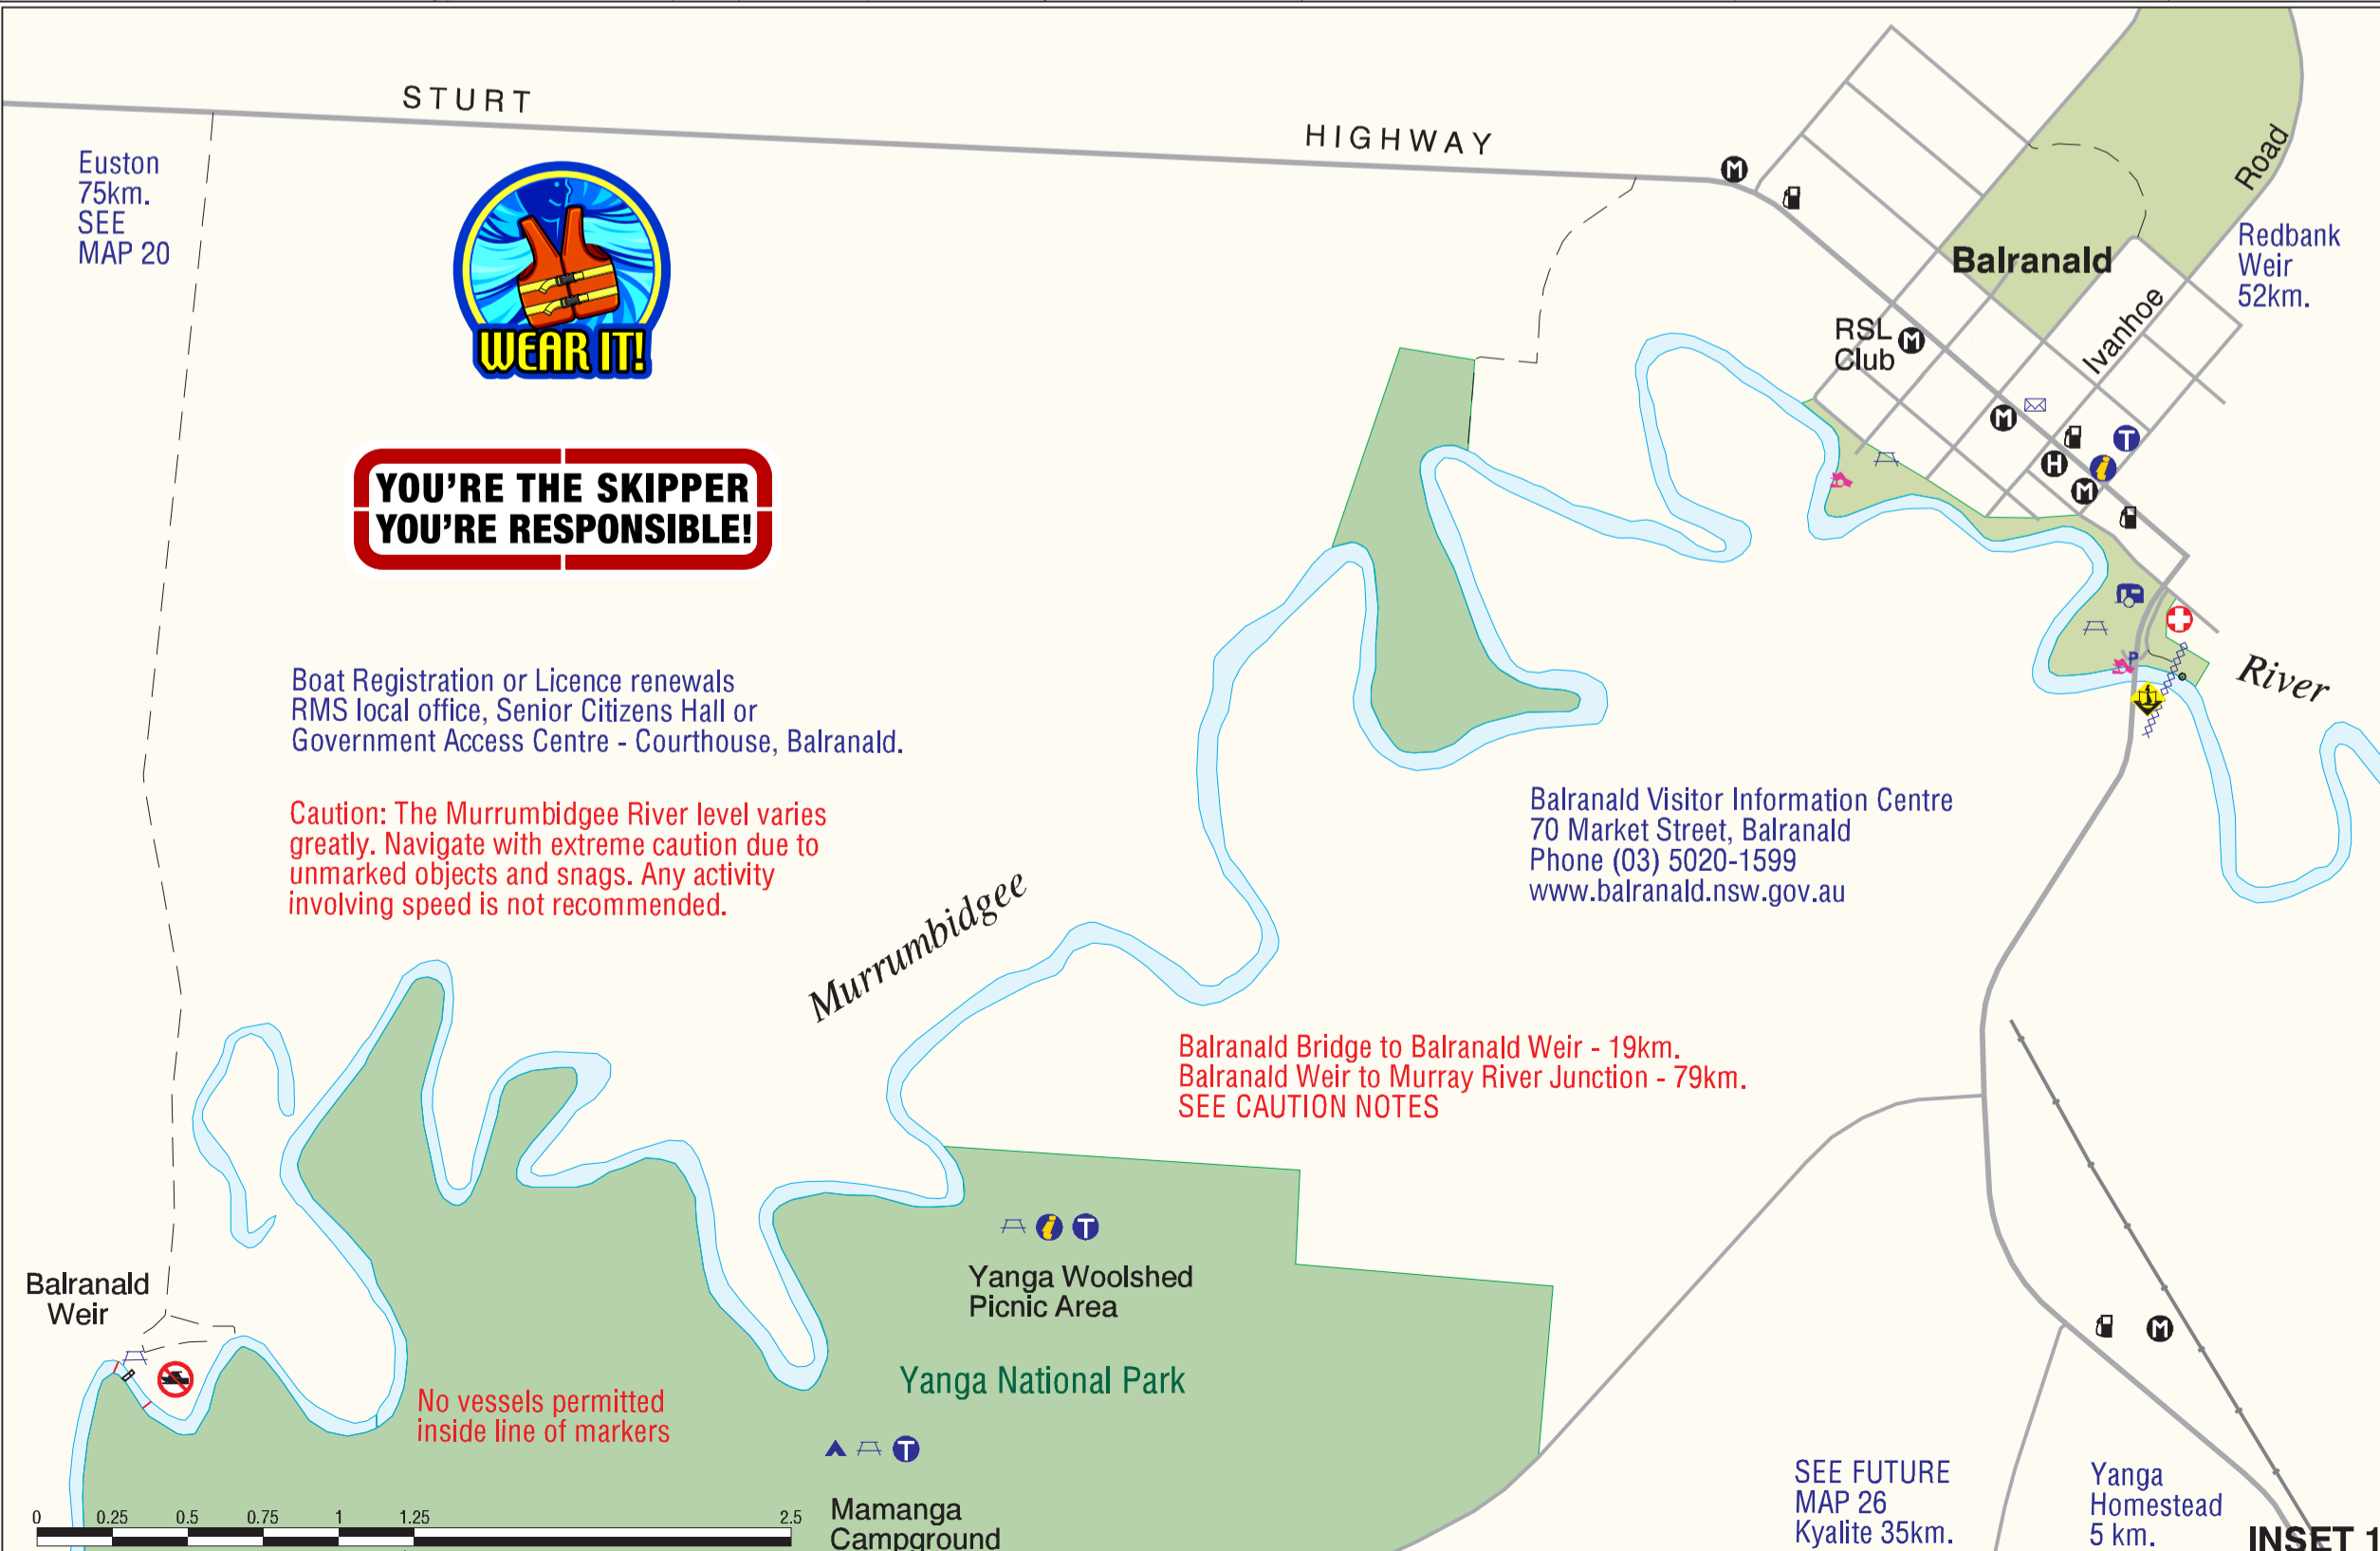 STURT
HIGHWAY
Euston
75km.
SEE
MAP 20
WEAR IT!
Road
Redbank
Weir
52km.
Balranald
Ivanhoe
RSL
Club
M
M
M
M
H
T
i
P
YOU'RE THE SKIPPER
YOU'RE RESPONSIBLE!
River
Boat Registration or Licence renewals
RMS local office, Senior Citizens Hall or
Government Access Centre - Courthouse, Balranald.
Caution: The Murrumbidgee River level varies
greatly. Navigate with extreme caution due to
unmarked objects and snags. Any activity
involving speed is not recommended.
Balranald Visitor Information Centre
70 Market Street, Balranald
Phone (03) 5020-1599
www.balranald.nsw.gov.au
Murrumbidgee
Balranald Bridge to Balranald Weir - 19km.
Balranald Weir to Murray River Junction - 79km.
SEE CAUTION NOTES
i T
Yanga Woolshed
Picnic Area
Balranald
Weir
M
Yanga National Park
No vessels permitted
inside line of markers
T
Mamanga
Campground
SEE FUTURE
MAP 26
Kyalite 35km.
Yanga
Homestead
5 km.
INSET 1
0 0.25 0.5 0.75 1 1.25 2.5